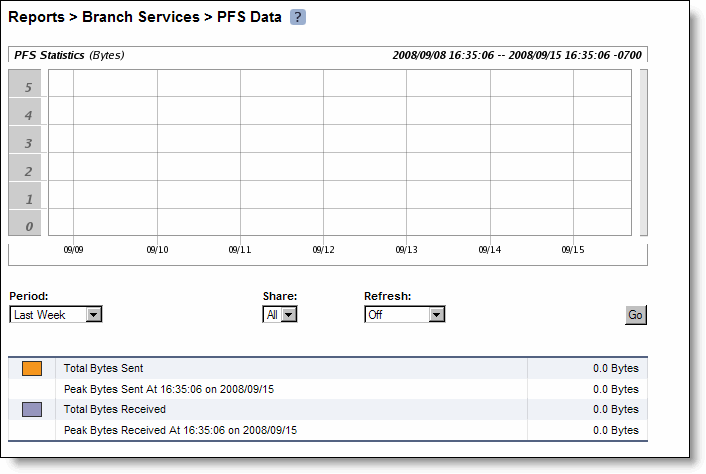 Reports > Branch Services > PFS Data ?
PFS Statistics (Bytes) 2008/09/08 16:35:06 -- 2008/09/15 16:35:06 -0700
5
4
3
2
1
0
09/09 09/10 09/11 09/12 09/13 09/14 09/15
Period: Share: Refresh:
Last Week All Off Go
Total Bytes Sent 0.0 Bytes
Peak Bytes Sent At 16:35:06 on 2008/09/15 0.0 Bytes
Total Bytes Received 0.0 Bytes
Peak Bytes Received At 16:35:06 on 2008/09/15 0.0 Bytes